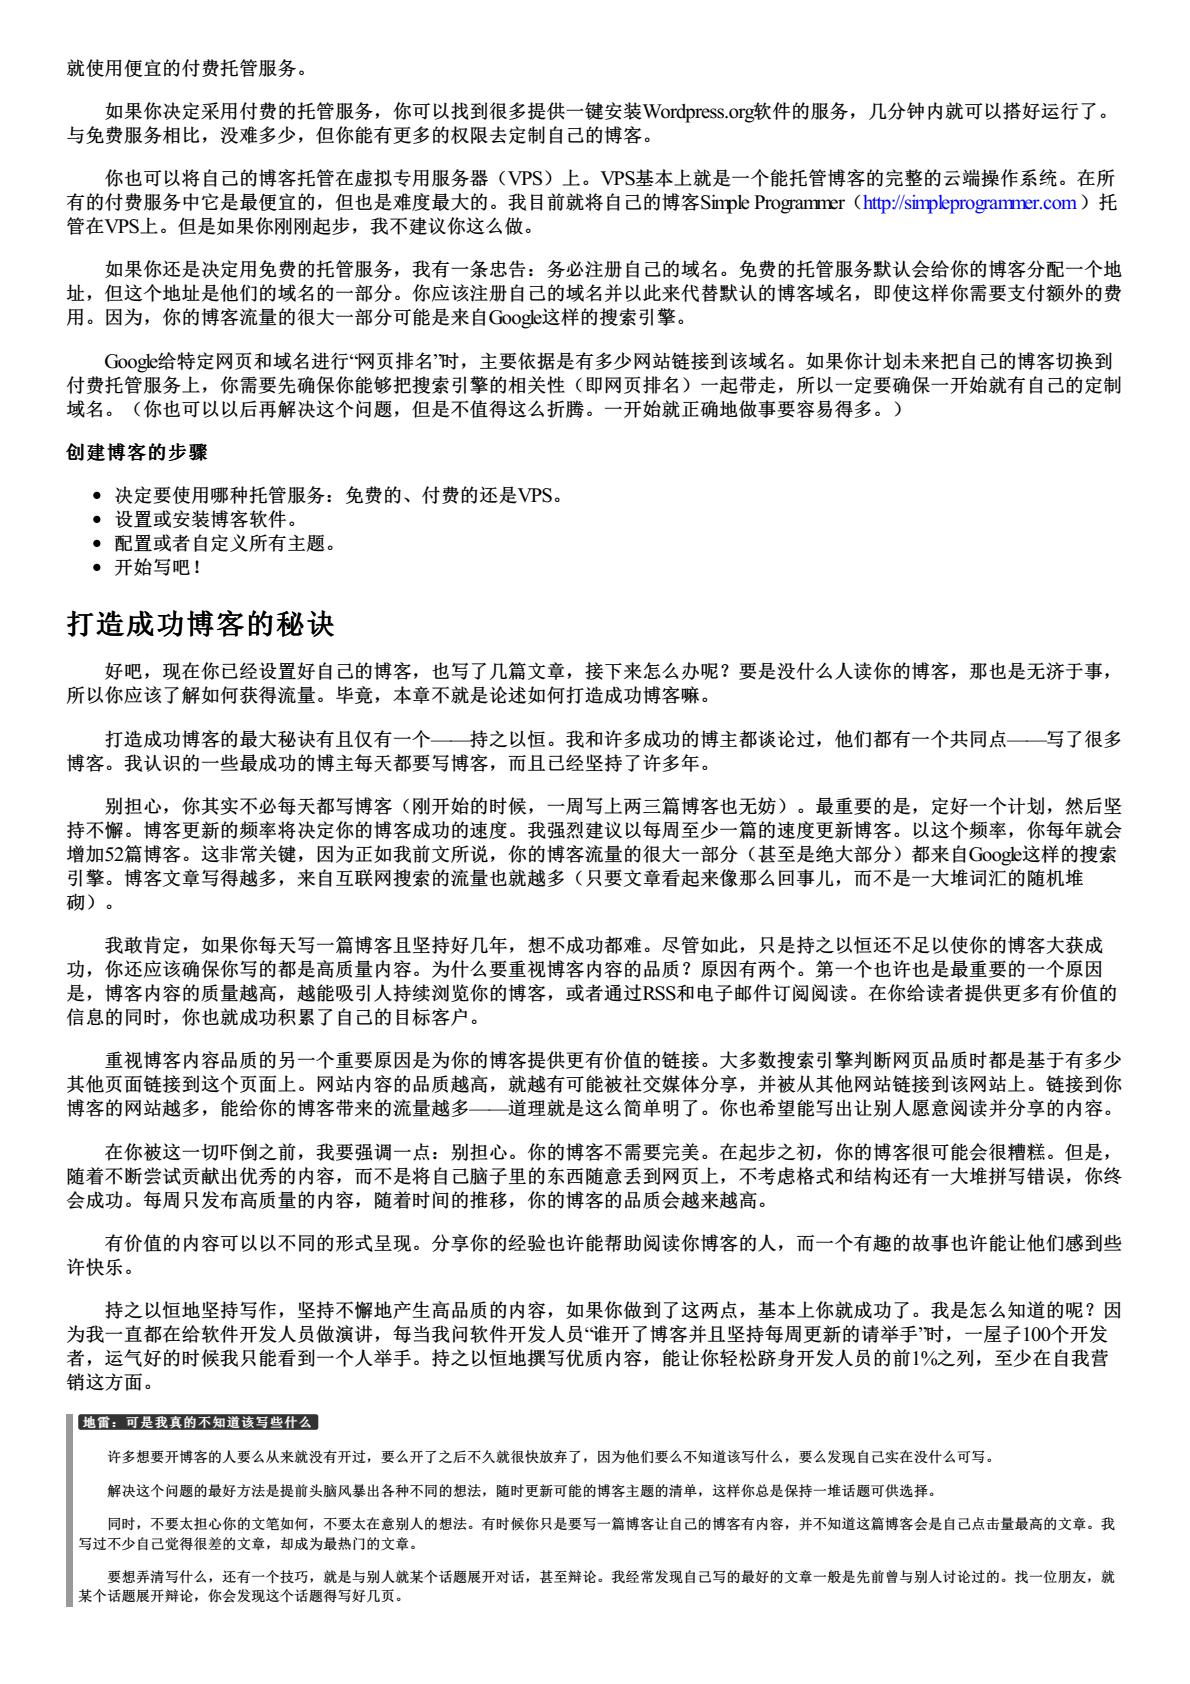 就使用便宜的付费托管服务。
如果你决定采用付费的托管服务，你可以找到很多提供一键安装Wordpress.org软件的服务，几分钟内就可以搭好运行了。
与免费服务相比，没难多少，但你能有更多的权限去定制自己的博客。
你也可以将自己的博客托管在虚拟专用服务器（VPS）上。VPS基本上就是一个能托管博客的完整的云端操作系统。在所
有的付费服务中它是最便宜的，但也是难度最大的。我目前就将自己的博客Simple Programmer（http://simpleprogrammer.com）托
管在VPS上。但是如果你刚刚起步，我不建议你这么做。
如果你还是决定用免费的托管服务，我有一条忠告：务必注册自己的域名。免费的托管服务默认会给你的博客分配一个地
址，但这个地址是他们的域名的一部分。你应该注册自己的域名并以此来代替默认的博客域名，即使这样你需要支付额外的费
用。因为，你的博客流量的很大一部分可能是来自Google这样的搜索引擎。
Google给特定网页和域名进行“网页排名”时，主要依据是有多少网站链接到该域名。如果你计划未来把自己的博客切换到
付费托管服务上，你需要先确保你能够把搜索引擎的相关性（即网页排名）一起带走，所以一定要确保一开始就有自己的定制
域名。（你也可以以后再解决这个问题，但是不值得这么折腾。一开始就正确地做事要容易得多。）
创建博客的步骤
• 决定要使用哪种托管服务：免费的、付费的还是VPS。
• 设置或安装博客软件。
• 配置或者自定义所有主题。
• 开始写吧！
打造成功博客的秘诀
好吧，现在你已经设置好自己的博客，也写了几篇文章，接下来怎么办呢？要是没什么人读你的博客，那也是无济于事，
所以你应该了解如何获得流量。毕竟，本章不就是论述如何打造成功博客嘛。
打造成功博客的最大秘诀有且仅有一个——持之以恒。我和许多成功的博主都谈论过，他们都有一个共同点——写了很多
博客。我认识的一些最成功的博主每天都要写博客，而且已经坚持了许多年。
别担心，你其实不必每天都写博客（刚开始的时候，一周写上两三篇博客也无妨）。最重要的是，定好一个计划，然后坚
持不懈。博客更新的频率将决定你的博客成功的速度。我强烈建议以每周至少一篇的速度更新博客。以这个频率，你每年就会
增加52篇博客。这非常关键，因为正如我前文所说，你的博客流量的很大一部分（甚至是绝大部分）都来自Google这样的搜索
引擎。博客文章写得越多，来自互联网搜索的流量也就越多（只要文章看起来像那么回事儿，而不是一大堆词汇的随机堆
砌）。
我敢肯定，如果你每天写一篇博客且坚持好几年，想不成功都难。尽管如此，只是持之以恒还不足以使你的博客大获成
功，你还应该确保你写的都是高质量内容。为什么要重视博客内容的品质？原因有两个。第一个也许也是最重要的一个原因
是，博客内容的质量越高，越能吸引人持续浏览你的博客，或者通过RSS和电子邮件订阅阅读。在你给读者提供更多有价值的
信息的同时，你也就成功积累了自己的目标客户。
重视博客内容品质的另一个重要原因是为你的博客提供更有价值的链接。大多数搜索引擎判断网页品质时都是基于有多少
其他页面链接到这个页面上。网站内容的品质越高，就越有可能被社交媒体分享，并被从其他网站链接到该网站上。链接到你
博客的网站越多，能给你的博客带来的流量越多——道理就是这么简单明了。你也希望能写出让别人愿意阅读并分享的内容。
在你被这一切吓倒之前，我要强调一点：别担心。你的博客不需要完美。在起步之初，你的博客很可能会很糟糕。但是，
随着不断尝试贡献出优秀的内容，而不是将自己脑子里的东西随意丢到网页上，不考虑格式和结构还有一大堆拼写错误，你终
会成功。每周只发布高质量的内容，随着时间的推移，你的博客的品质会越来越高。
有价值的内容可以以不同的形式呈现。分享你的经验也许能帮助阅读你博客的人，而一个有趣的故事也许能让他们感到些
许快乐。
持之以恒地坚持写作，坚持不懈地产生高品质的内容，如果你做到了这两点，基本上你就成功了。我是怎么知道的呢？因
为我一直都在给软件开发人员做演讲，每当我问软件开发人员“谁开了博客并且坚持每周更新的请举手”时，一屋子100个开发
者，运气好的时候我只能看到一个人举手。持之以恒地撰写优质内容，能让你轻松跻身开发人员的前1%之列，至少在自我营
销这方面。
地雷：可是我真的不知道该写些什么
许多想要开博客的人要么从来就没有开过，要么开了之后不久就很快放弃了，因为他们要么不知道该写什么，要么发现自己实在没什么可写。
解决这个问题的最好方法是提前头脑风暴出各种不同的想法，随时更新可能的博客主题的清单，这样你总是保持一堆话题可供选择。
同时，不要太担心你的文笔如何，不要太在意别人的想法。有时候你只是要写一篇博客让自己的博客有内容，并不知道这篇博客会是自己点击量最高的文章。我
写过不少自己觉得很差的文章，却成为最热门的文章。
要想弄清写什么，还有一个技巧，就是与别人就某个话题展开对话，甚至辩论。我经常发现自己写的最好的文章一般是先前曾与别人讨论过的。找一位朋友，就
某个话题展开辩论，你会发现这个话题得写好几页。